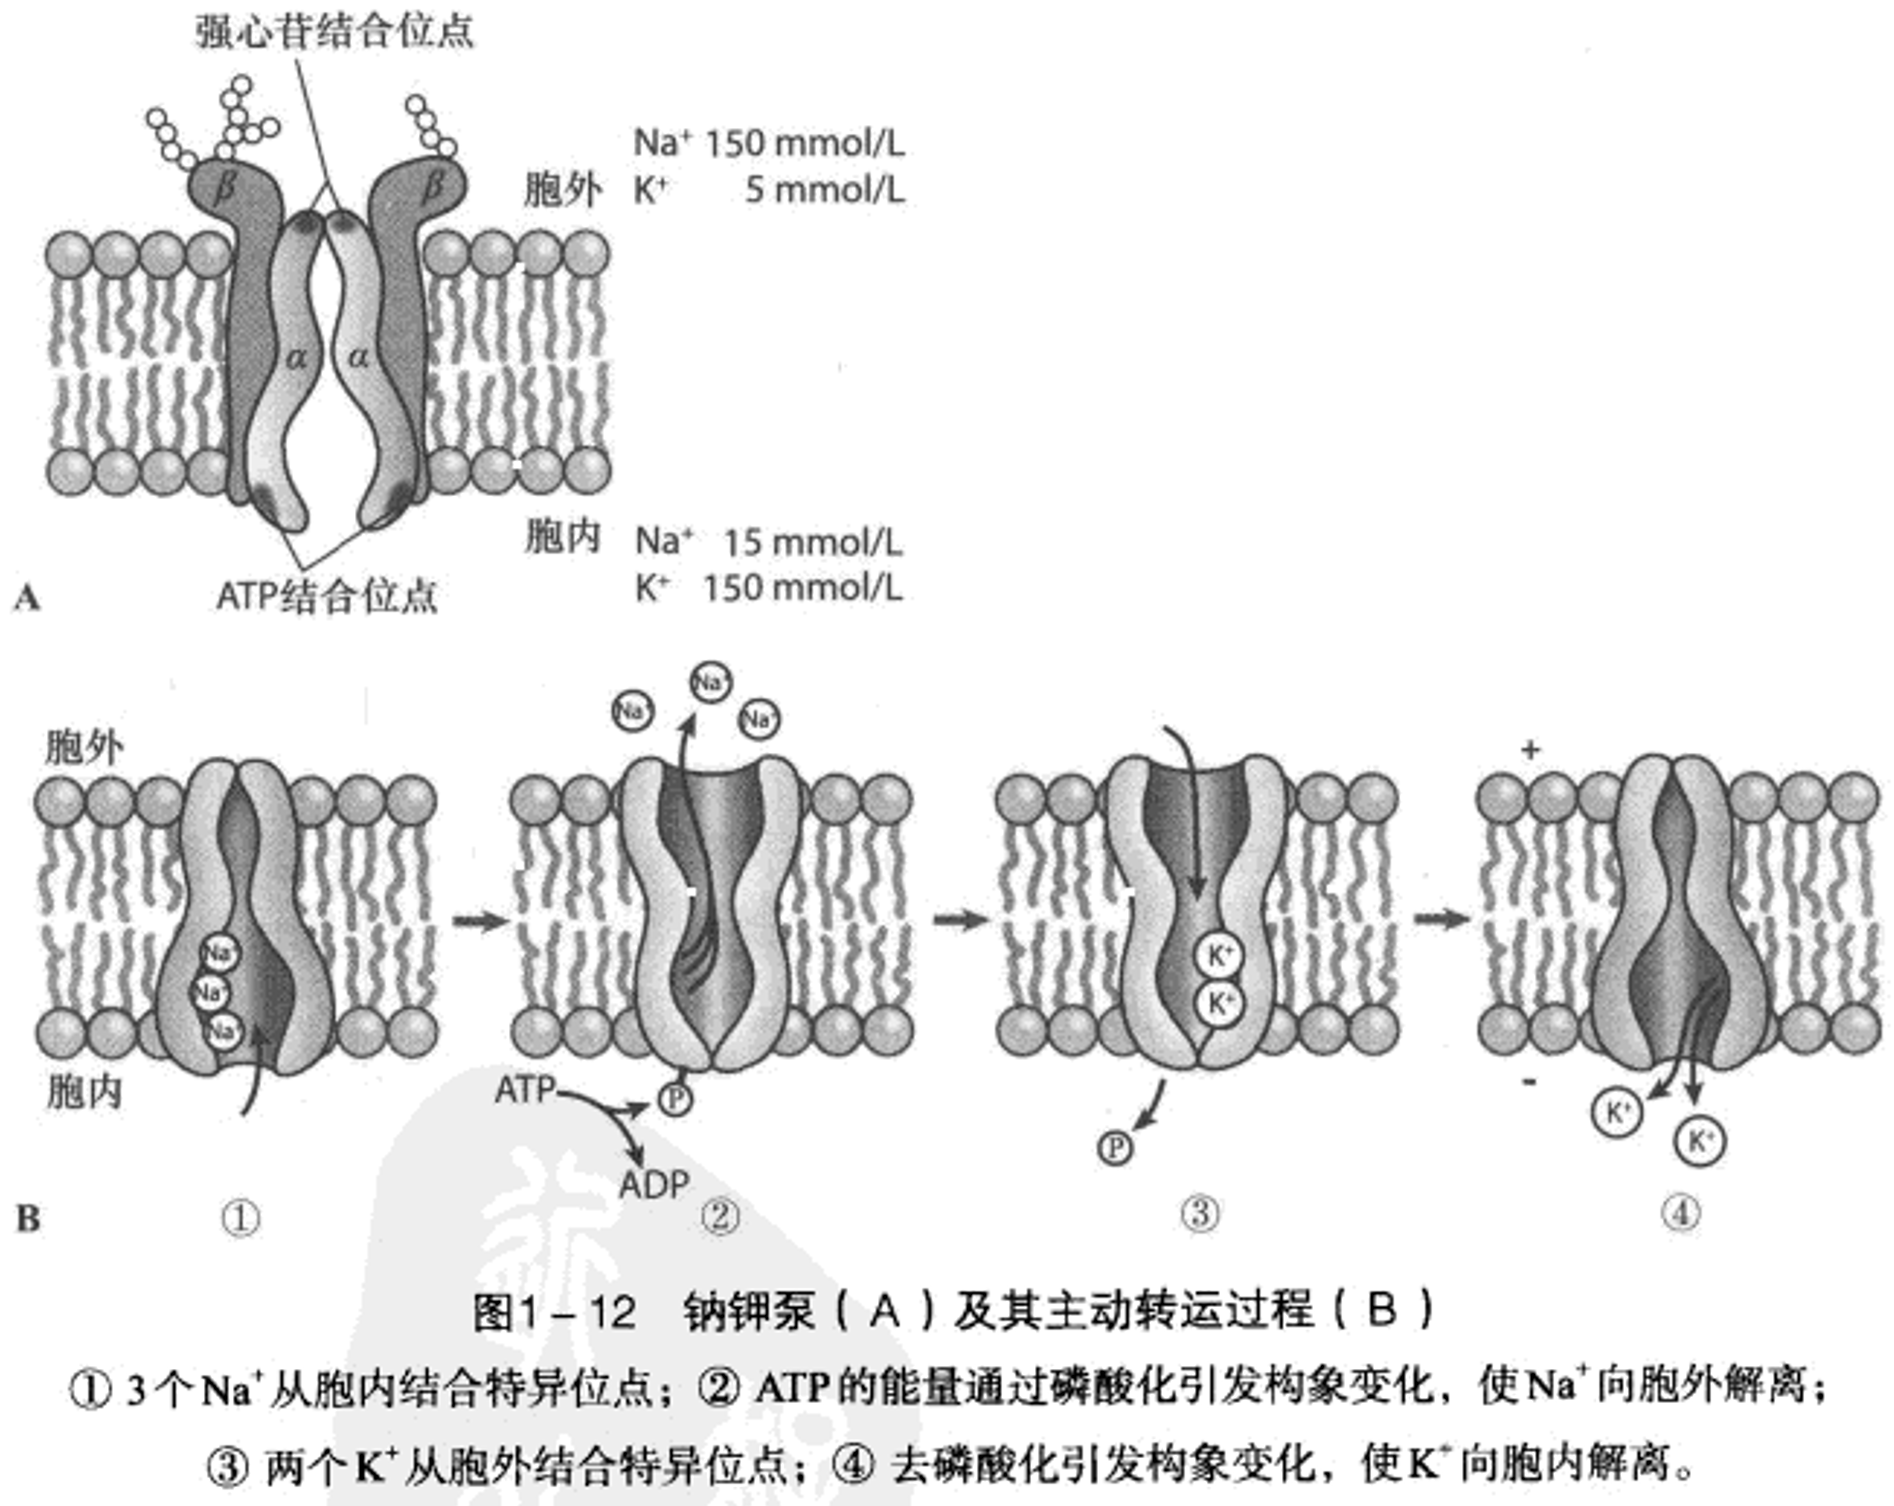 强心苷结合位点
β
β
Na⁺ 150 mmol/L
胞外 K⁺ 5 mmol/L
α α
胞内 Na⁺ 15 mmol/L
K⁺ 150 mmol/L
A
ATP结合位点
胞外
Na⁺
Na⁺
Na⁺
胞内
Na⁺
Na⁺
Na⁺
ATP
P
ADP
K⁺
K⁺
P
+
-
K⁺
K⁺
B ① ② ③ ④
图1-12 钠钾泵(A)及其主动转运过程(B)
① 3个Na⁺从胞内结合特异位点;② ATP的能量通过磷酸化引发构象变化,使Na⁺向胞外解离;
③ 两个K⁺从胞外结合特异位点;④ 去磷酸化引发构象变化,使K⁺向胞内解离。